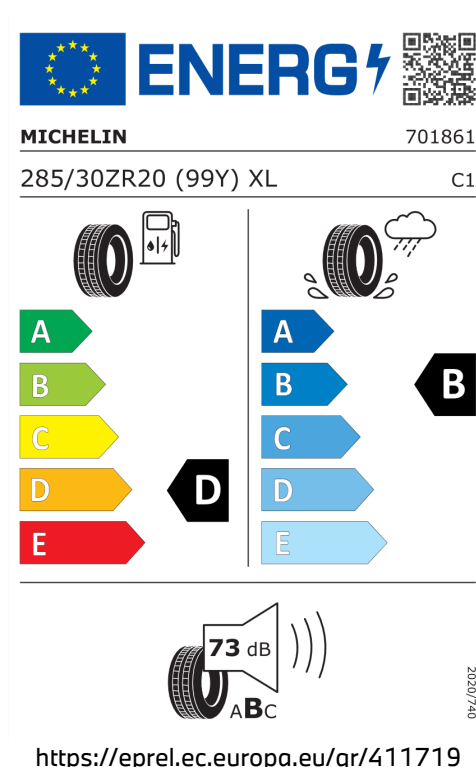 ENERG
MICHELIN 701861
285/30ZR20 (99Y) XL C1
A A
B B B
C C
D D D
E E
73 dB
ABC
2020/740
https://eprel.ec.europa.eu/qr/411719